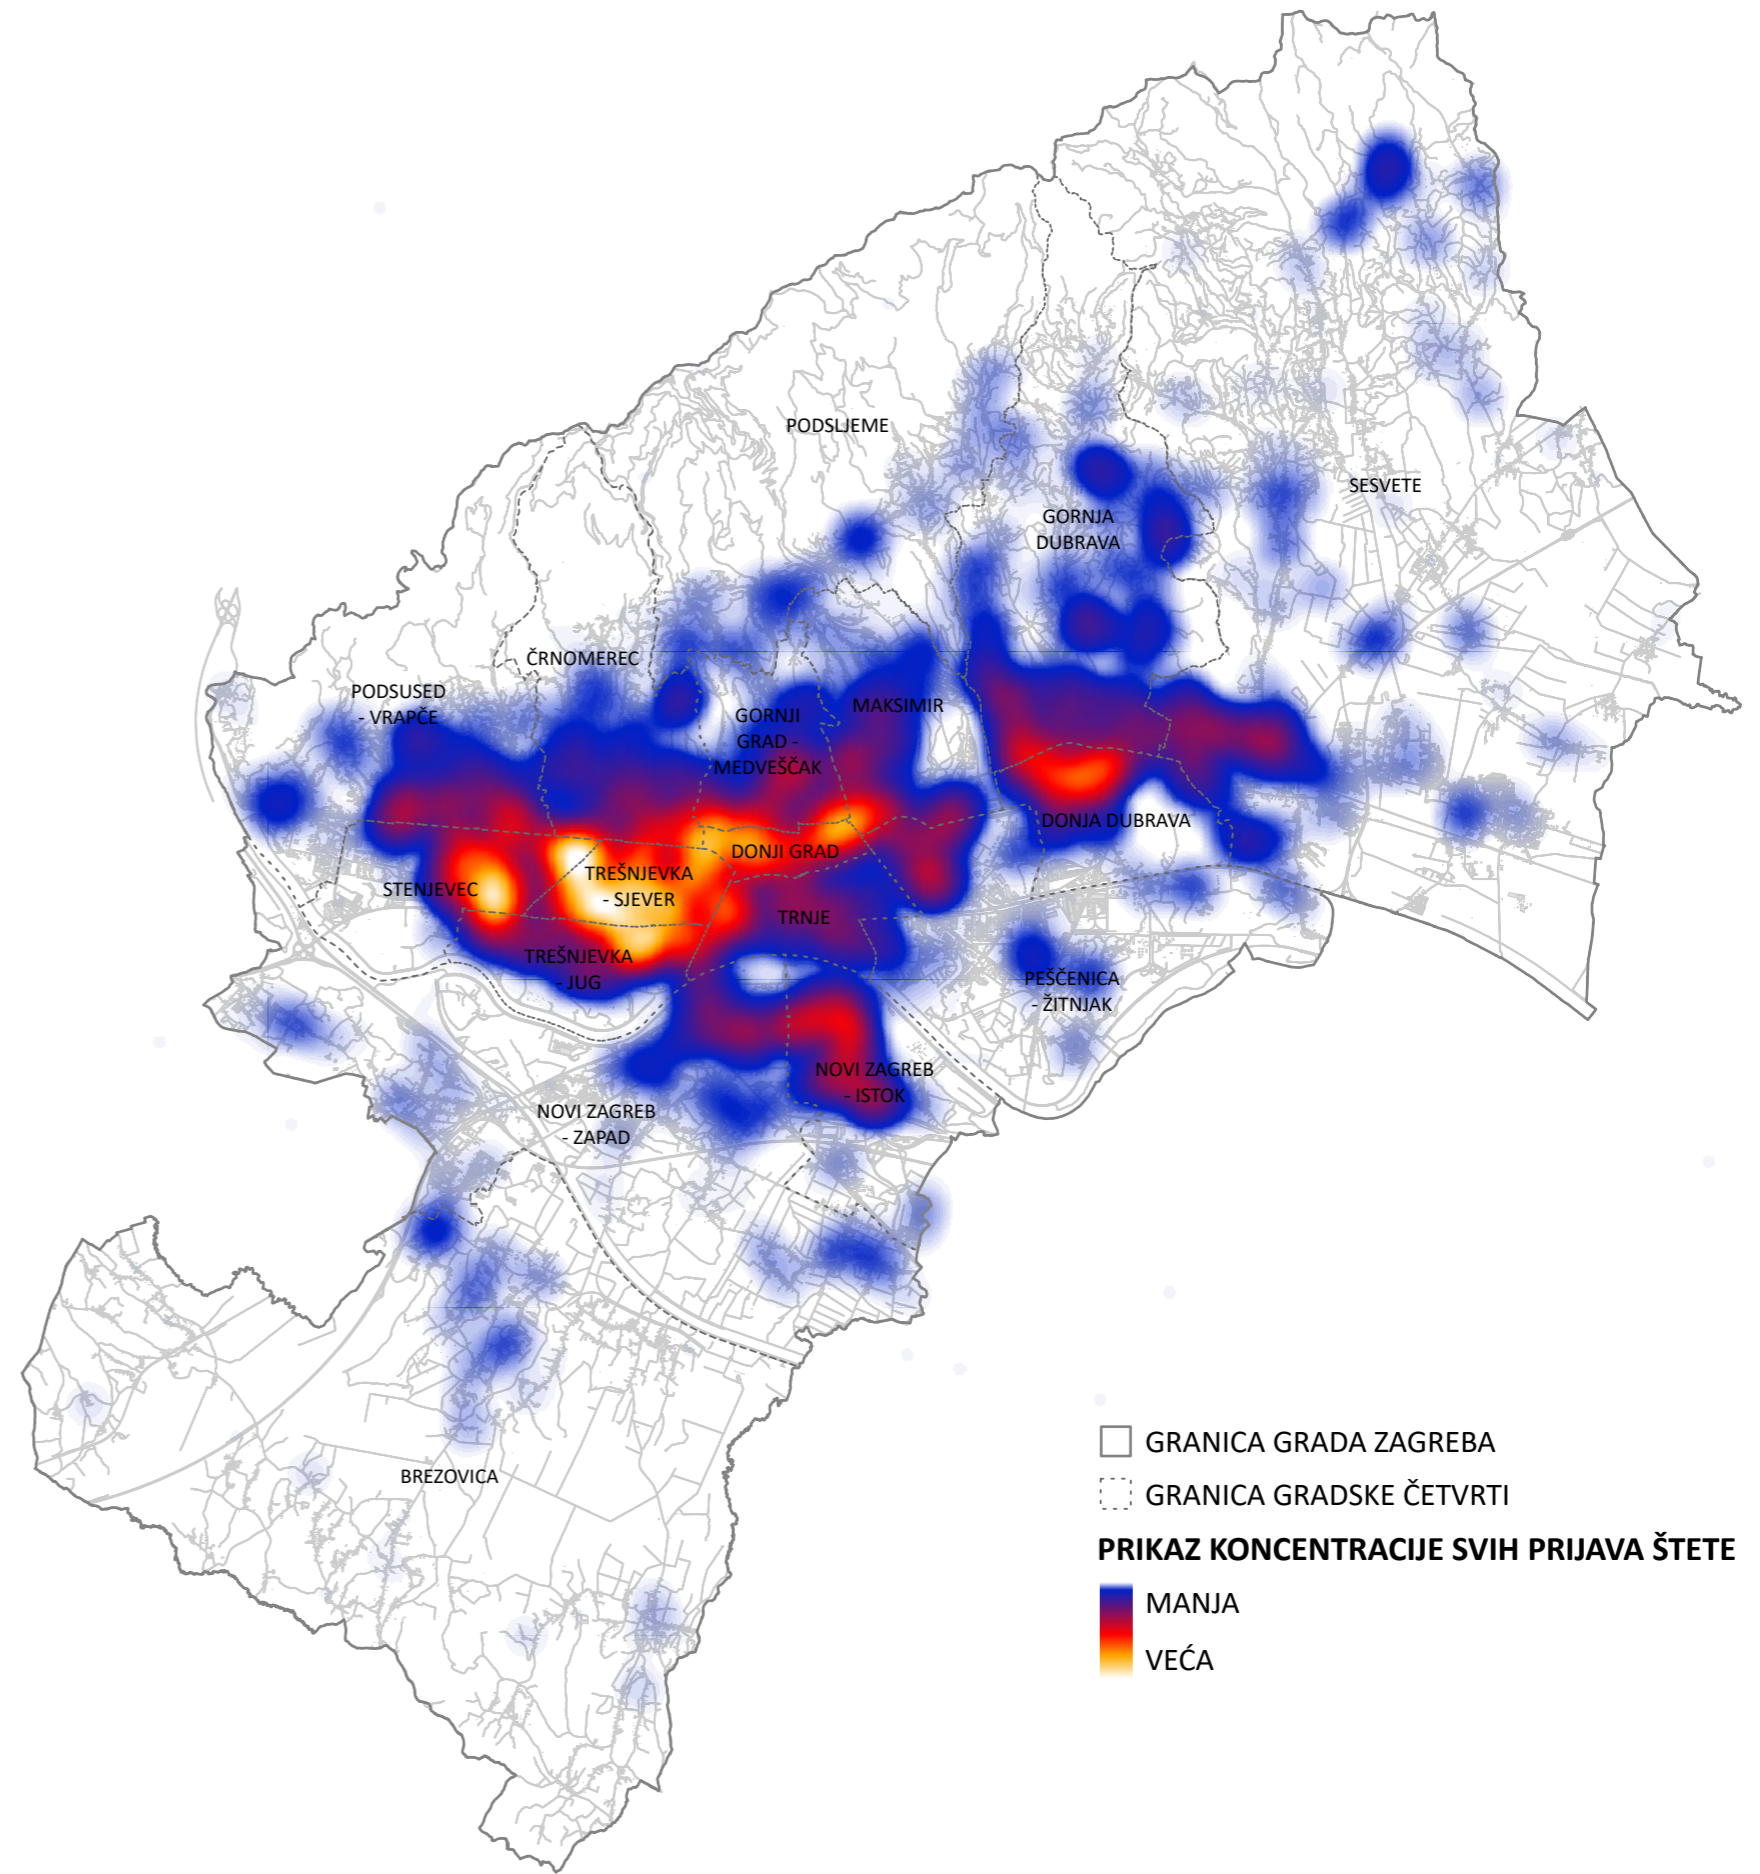 PODSLJEME
SESVETE
GORNJA
DUBRAVA
ČRNOMEREC
PODSUSED
- VRAPČE
GORNJI
GRAD -
MEDVEŠČAK
MAKSIMIR
DONJA DUBRAVA
DONJI GRAD
TREŠNJEVKA
- SJEVER
STENJEVEC
TRNJE
TREŠNJEVKA
- JUG
PEŠČENICA
- ŽITNJAK
NOVI ZAGREB
- ISTOK
NOVI ZAGREB
- ZAPAD
BREZOVICA
GRANICA GRADA ZAGREBA
GRANICA GRADSKE ČETVRTI
PRIKAZ KONCENTRACIJE SVIH PRIJAVA ŠTETE
MANJA
VEĆA